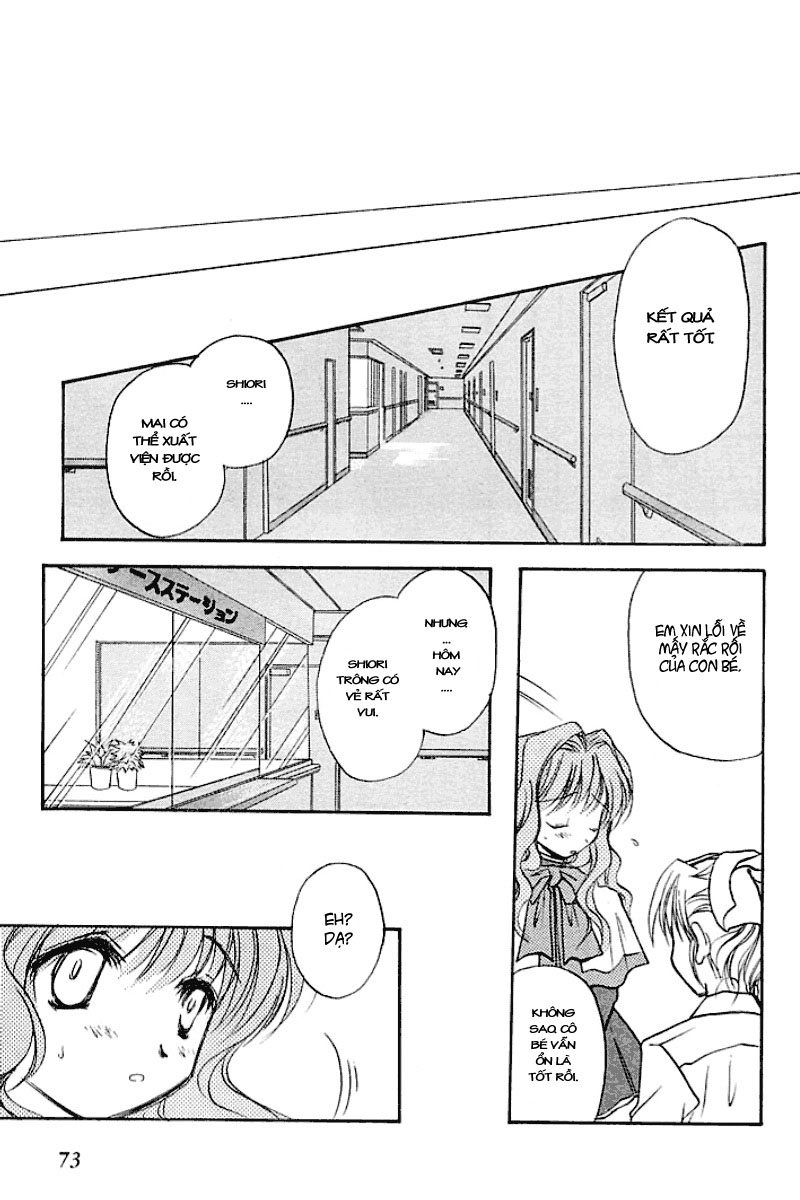 KẾT QUẢ
RẤT TỐT.
SHIORI
....
MAI CÓ
THỂ XUẤT
VIỆN ĐƯỢC
RỒI.
EM XIN LỖI VỀ
MẤY RẮC RỐI
CỦA CON BÉ.
KHÔNG
SAO, CÔ
BÉ VẪN
ỔN LÀ
TỐT RỒI.
ナースステーション
NHƯNG
...
HÔM
NAY
....
SHIORI
TRÔNG CÓ
VẺ RẤT
VUI.
EH?
DẠ?
73